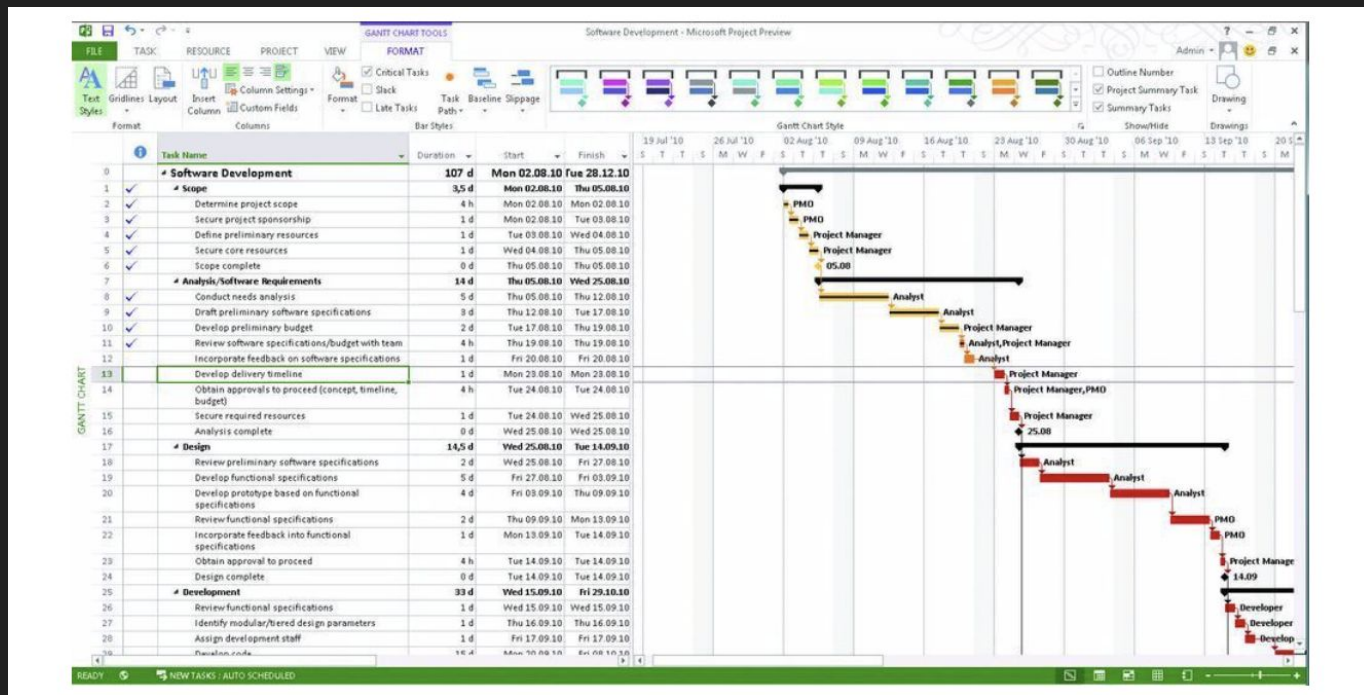 GANTT CHART TOOLS
Software Development - Microsoft Project Preview
FILE TASK RESOURCE PROJECT VIEW FORMAT
Admin
Text Styles
Gridlines
Layout
Insert Column
Column Settings
Custom Fields
Format
Critical Tasks
Slack
Late Tasks
Task Path
Baseline
Slippage
Outline Number
Project Summary Task
Summary Tasks
Drawing
Format
Columns
Bar Styles
Gantt Chart Style
Show/Hide
Drawings
19 Jul '10 26 Jul '10 02 Aug '10 09 Aug '10 16 Aug '10 23 Aug '10 30 Aug '10 06 Sep '10 13 Sep '10 20 S
S T T S M W F S T T S M W F S T T S M W F S T T S M W F S T T S M
Task Name Duration Start Finish
0 Software Development 107 d Mon 02.08.10 Tue 28.12.10
1 Scope 3,5 d Mon 02.08.10 Thu 05.08.10
2 Determine project scope 4 h Mon 02.08.10 Mon 02.08.10 PMO
3 Secure project sponsorship 1 d Mon 02.08.10 Tue 03.08.10 PMO
4 Define preliminary resources 1 d Tue 03.08.10 Wed 04.08.10 Project Manager
5 Secure core resources 1 d Wed 04.08.10 Thu 05.08.10 Project Manager
6 Scope complete 0 d Thu 05.08.10 Thu 05.08.10 05.08
7 Analysis/Software Requirements 14 d Thu 05.08.10 Wed 25.08.10
8 Conduct needs analysis 5 d Thu 05.08.10 Thu 12.08.10 Analyst
9 Draft preliminary software specifications 3 d Thu 12.08.10 Tue 17.08.10 Analyst
10 Develop preliminary budget 2 d Tue 17.08.10 Thu 19.08.10 Project Manager
11 Review software specifications/budget with team 4 h Thu 19.08.10 Thu 19.08.10 Analyst,Project Manager
12 Incorporate feedback on software specifications 1 d Fri 20.08.10 Fri 20.08.10 Analyst
13 Develop delivery timeline 1 d Mon 23.08.10 Mon 23.08.10 Project Manager
14 Obtain approvals to proceed (concept, timeline, 4 h Tue 24.08.10 Tue 24.08.10 Project Manager,PMO
budget)
15 Secure required resources 1 d Tue 24.08.10 Wed 25.08.10 Project Manager
16 Analysis complete 0 d Wed 25.08.10 Wed 25.08.10 25.08
17 Design 14,5 d Wed 25.08.10 Tue 14.09.10
18 Review preliminary software specifications 2 d Wed 25.08.10 Fri 27.08.10 Analyst
19 Develop functional specifications 5 d Fri 27.08.10 Fri 03.09.10 Analyst
20 Develop prototype based on functional 4 d Fri 03.09.10 Thu 09.09.10 Analyst
specifications
21 Review functional specifications 2 d Thu 09.09.10 Mon 13.09.10 PMO
22 Incorporate feedback into functional 1 d Mon 13.09.10 Tue 14.09.10 PMO
specifications
23 Obtain approval to proceed 4 h Tue 14.09.10 Tue 14.09.10 Project Manage
24 Design complete 0 d Tue 14.09.10 Tue 14.09.10 14.09
25 Development 33 d Wed 15.09.10 Fri 29.10.10
26 Review functional specifications 1 d Wed 15.09.10 Wed 15.09.10 Developer
27 Identify modular/tiered design parameters 1 d Thu 16.09.10 Thu 16.09.10 Developer
28 Assign development staff 1 d Fri 17.09.10 Fri 17.09.10 Develop
29 Develop code 15 d Mon 20.09.10 Fri 08.10.10
GANTT CHART
READY NEW TASKS : AUTO SCHEDULED